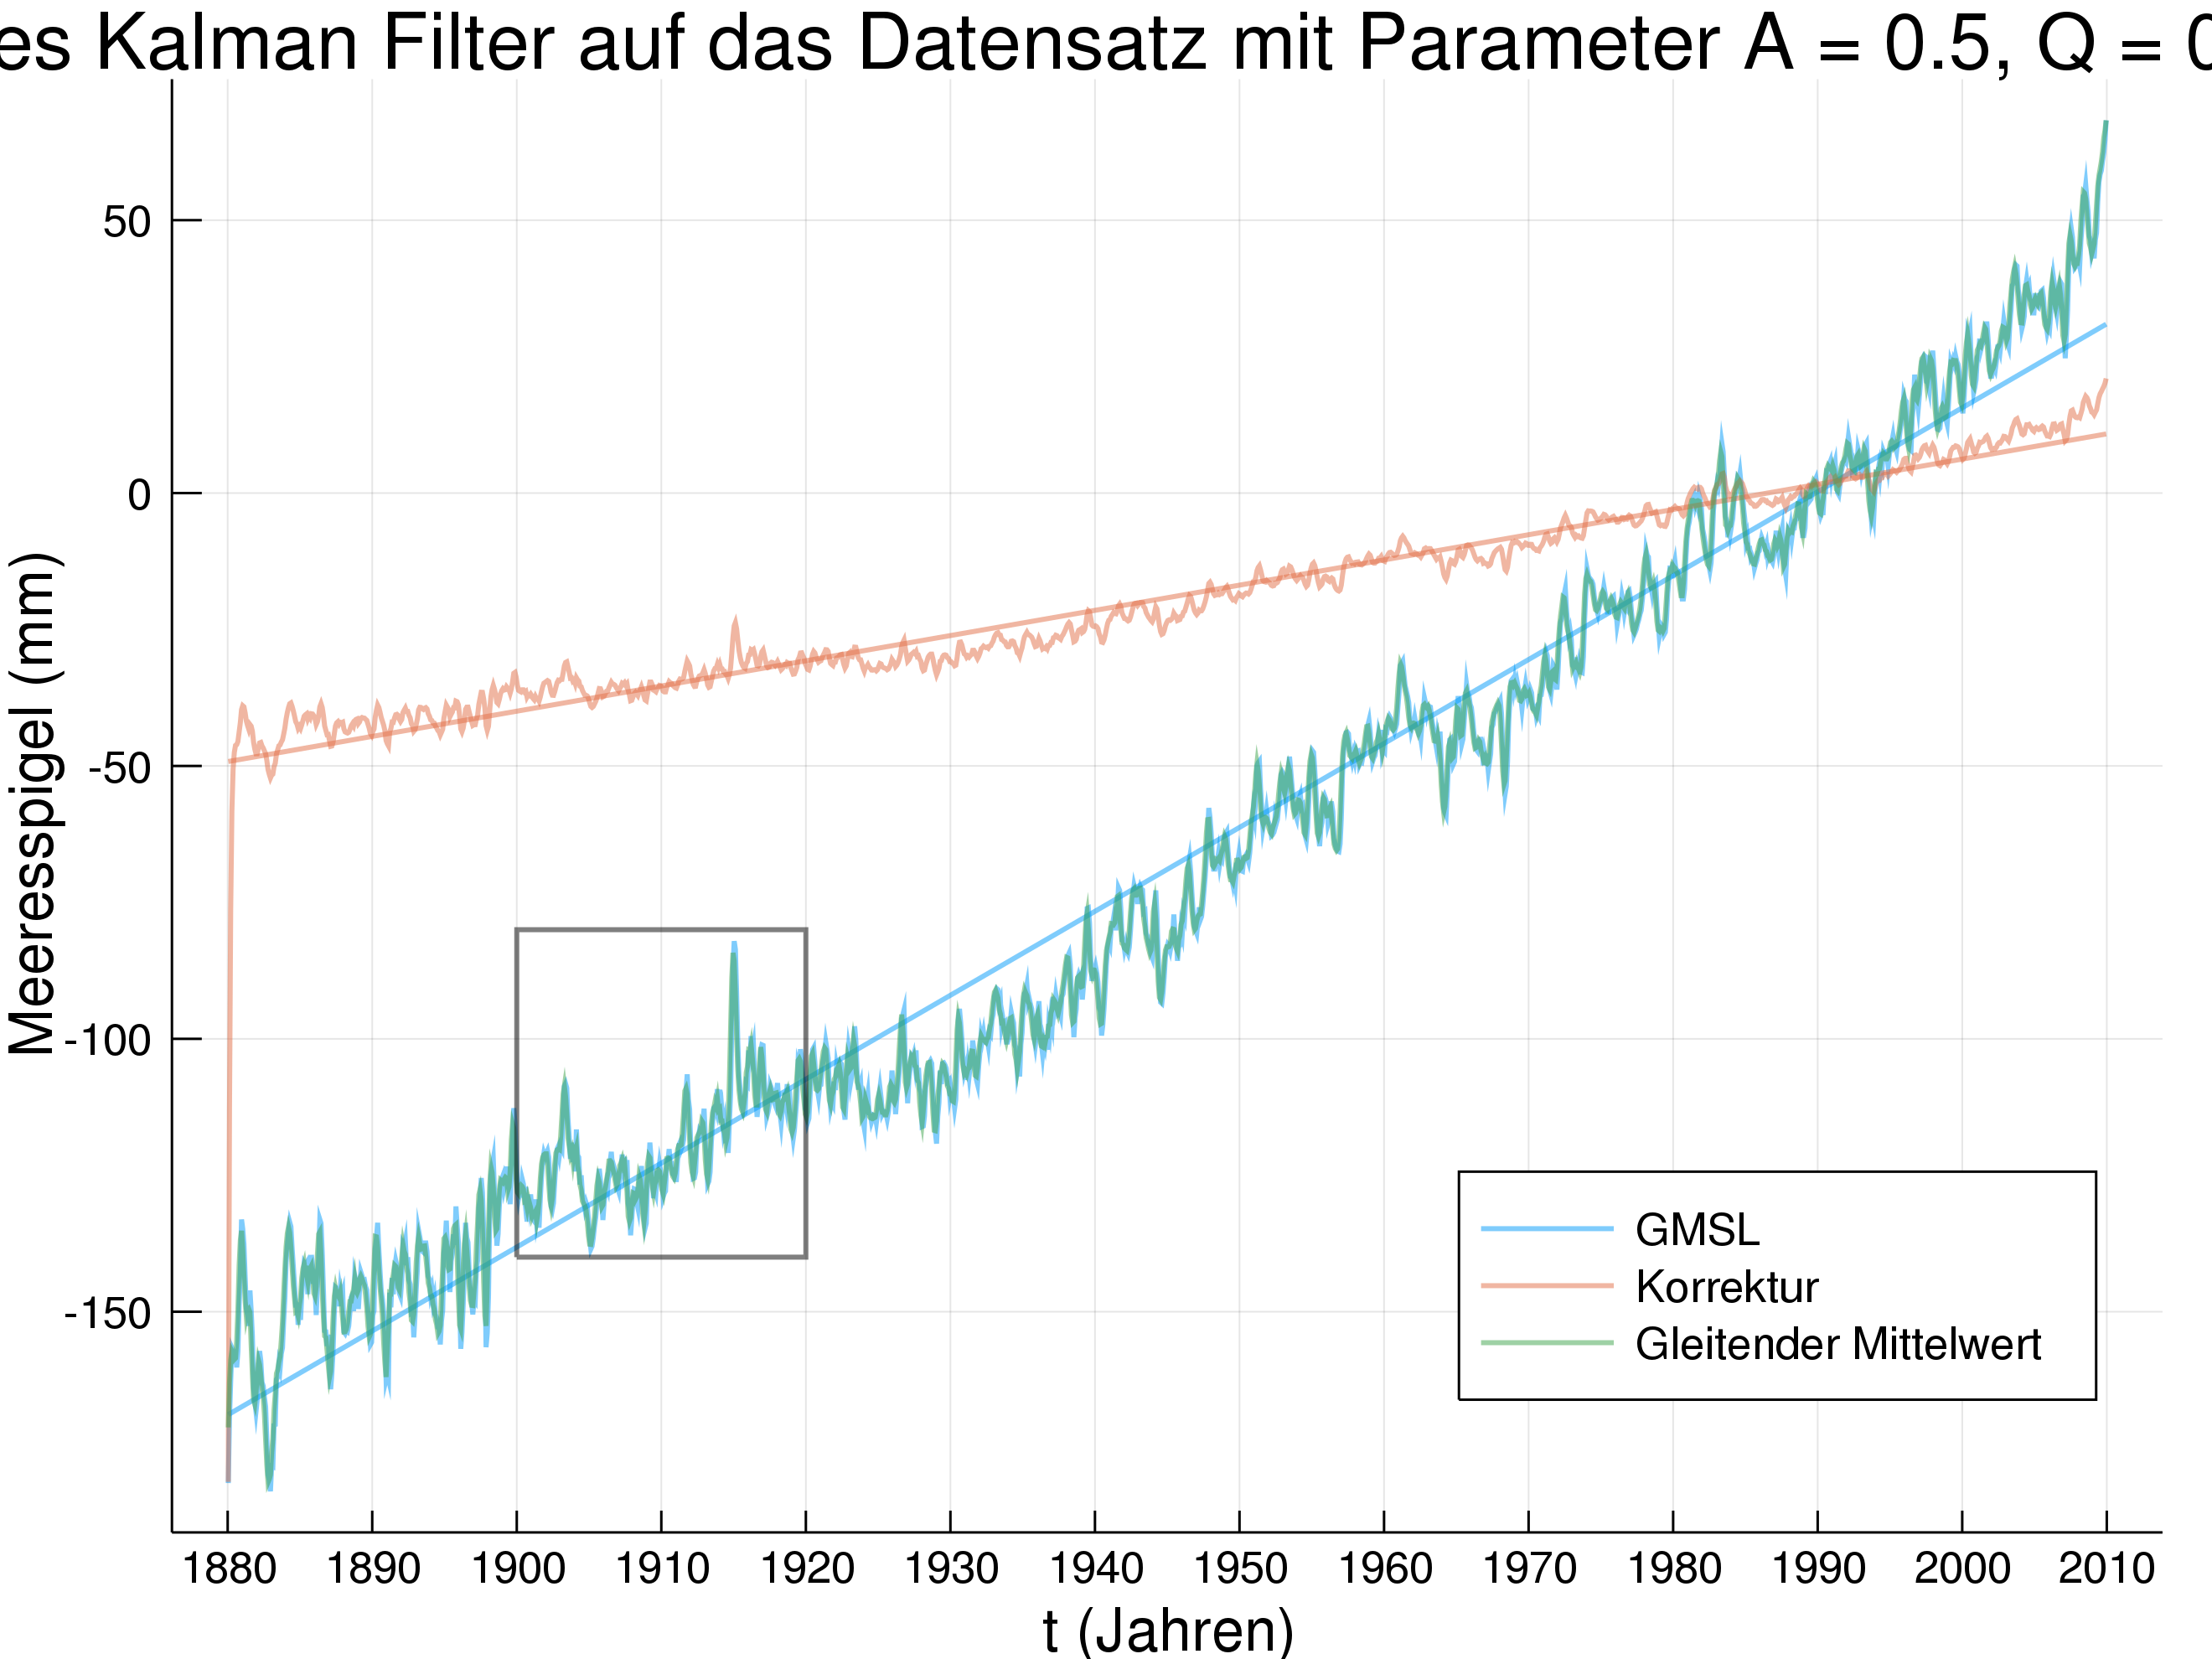 es Kalman Filter auf das Datensatz mit Parameter A = 0.5, Q = 0
50
0
-50
-100
-150
Meeresspigel (mm)
GMSL
Korrektur
Gleitender Mittelwert
1880 1890 1900 1910 1920 1930 1940 1950 1960 1970 1980 1990 2000 2010
t (Jahren)